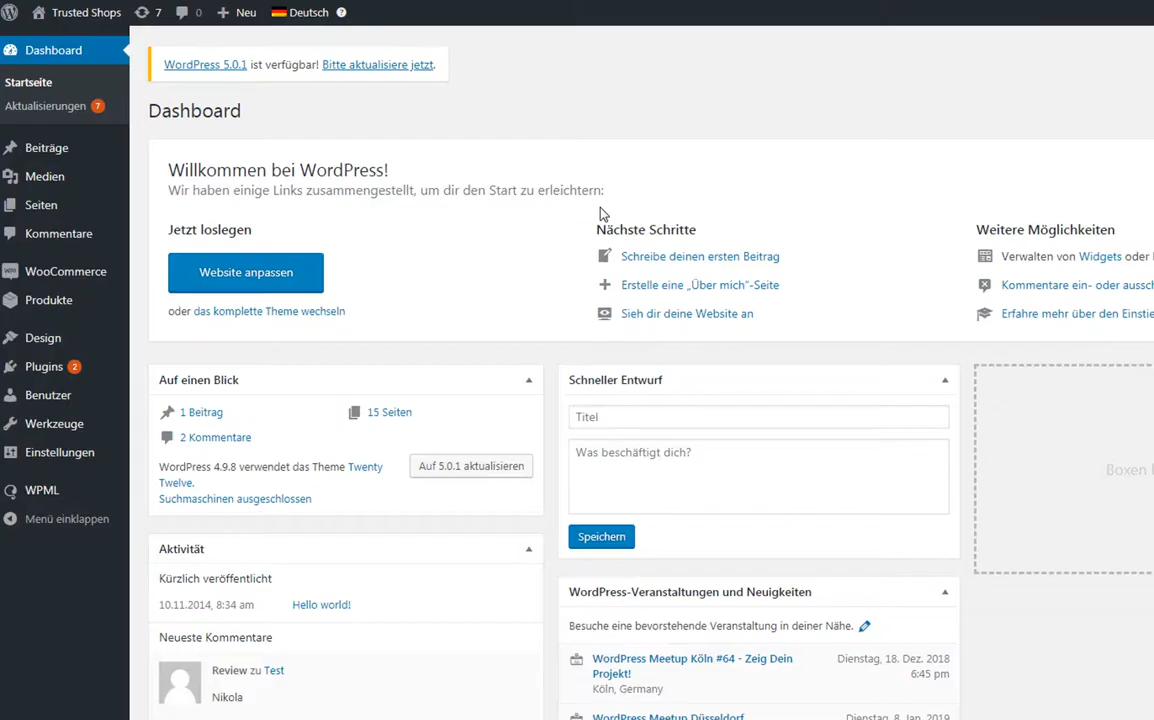 Trusted Shops 7 0 Neu Deutsch ?
Dashboard
Startseite
Aktualisierungen 7
Beiträge
Medien
Seiten
Kommentare
WooCommerce
Produkte
Design
Plugins 2
Benutzer
Werkzeuge
Einstellungen
WPML
Menü einklappen
WordPress 5.0.1 ist verfügbar! Bitte aktualisiere jetzt.
Dashboard
Willkommen bei WordPress!
Wir haben einige Links zusammengestellt, um dir den Start zu erleichtern:
Jetzt loslegen
Website anpassen
oder das komplette Theme wechseln
Nächste Schritte
Schreibe deinen ersten Beitrag
Erstelle eine „Über mich"-Seite
Sieh dir deine Website an
Weitere Möglichkeiten
Verwalten von Widgets oder
Kommentare ein- oder aussch
Erfahre mehr über den Einstie
Auf einen Blick
1 Beitrag 15 Seiten
2 Kommentare
WordPress 4.9.8 verwendet das Theme Twenty
Twelve.
Auf 5.0.1 aktualisieren
Suchmaschinen ausgeschlossen
Aktivität
Kürzlich veröffentlicht
10.11.2014, 8:34 am Hello world!
Neueste Kommentare
Review zu Test
Nikola
Schneller Entwurf
Titel
Was beschäftigt dich?
Speichern
WordPress-Veranstaltungen und Neuigkeiten
Besuche eine bevorstehende Veranstaltung in deiner Nähe.
WordPress Meetup Köln #64 - Zeig Dein
Projekt!
Köln, Germany
Dienstag, 18. Dez. 2018
6:45 pm
WordPress Meetup Düsseldorf
Dienstag, 8. Jan. 2019
Boxen